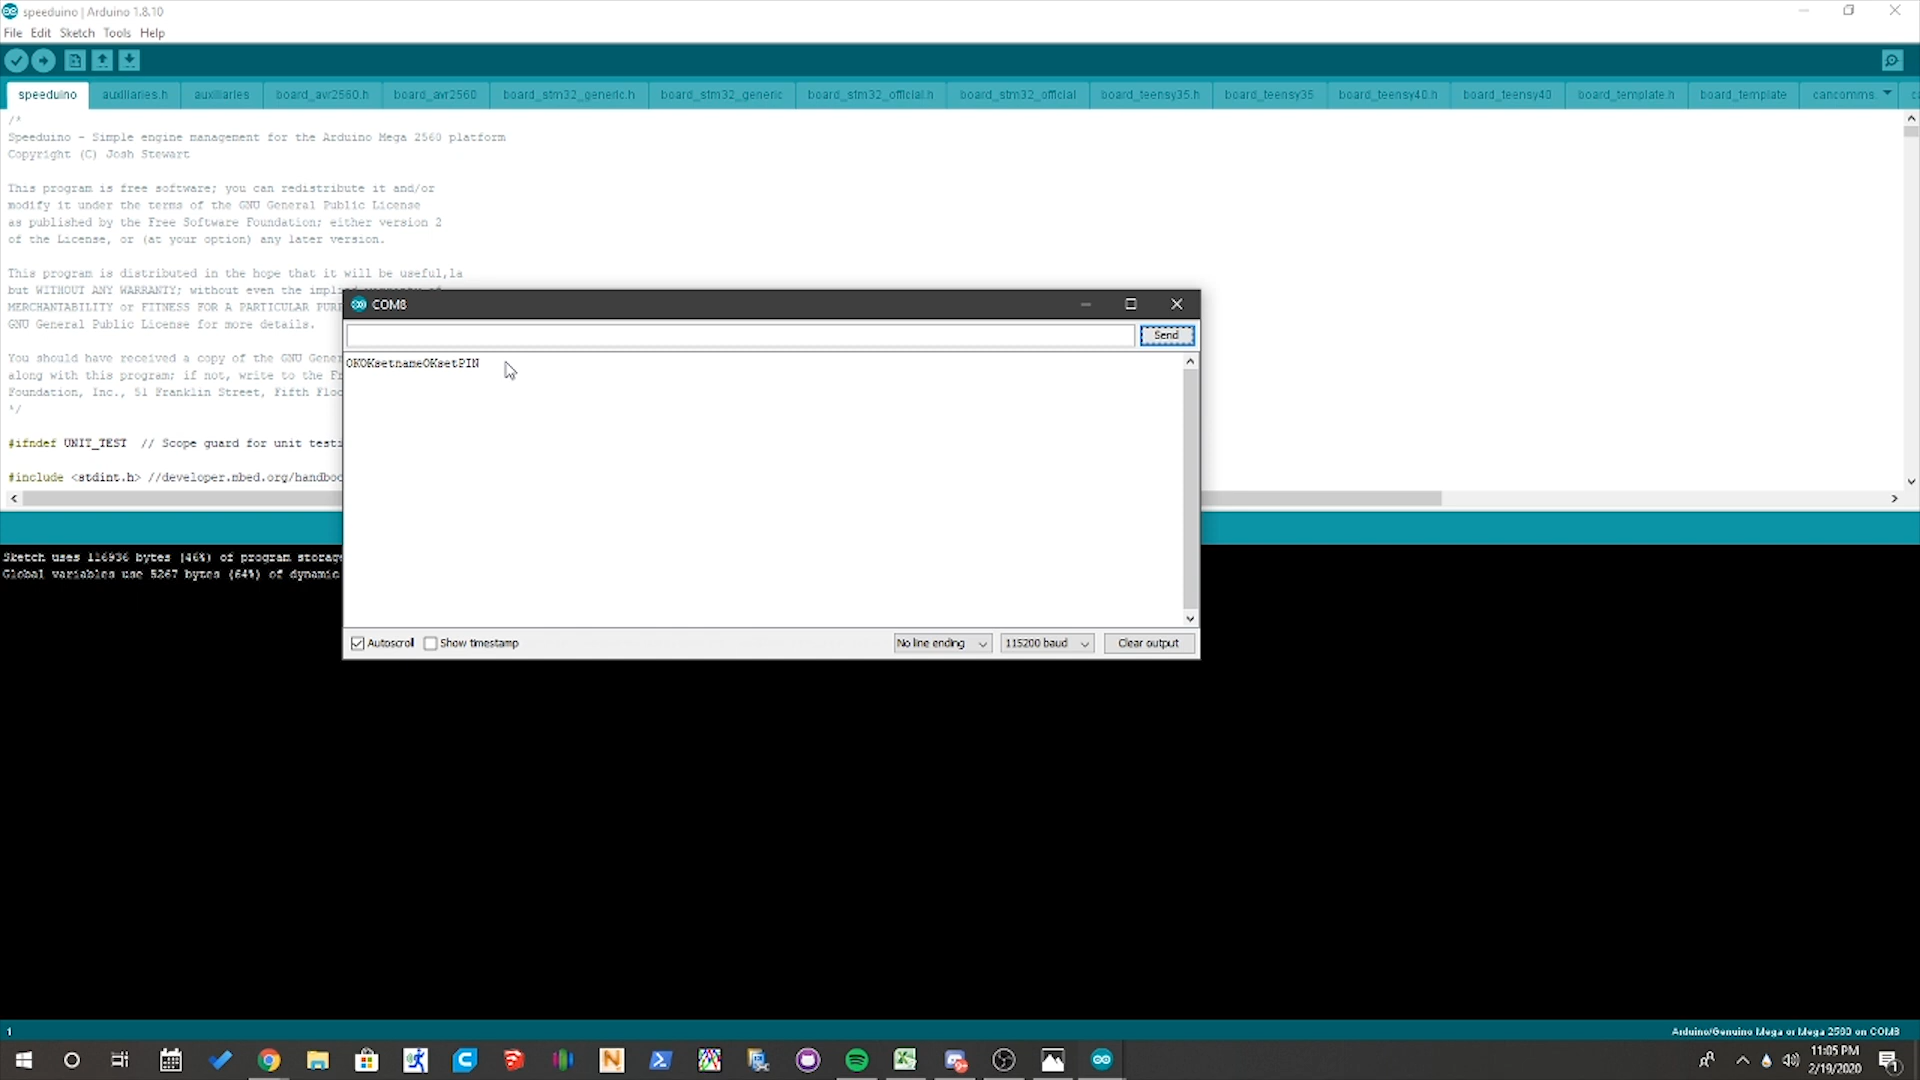 speeduino | Arduino 1.8.10
File Edit Sketch Tools Help
speeduino auxiliaries.h auxiliaries board_avr2560.h board_avr2560 board_stm32_generic.h board_stm32_generic board_stm32_official.h board_stm32_official board_teensy35.h board_teensy35 board_teensy40.h board_teensy40 board_template.h board_template cancomms.
/*
Speeduino - Simple engine management for the Arduino Mega 2560 platform
Copyright (C) Josh Stewart
This program is free software; you can redistribute it and/or
modify it under the terms of the GNU General Public License
as published by the Free Software Foundation; either version 2
of the License, or (at your option) any later version.
This program is distributed in the hope that it will be useful,la
but WITHOUT ANY WARRANTY; without even the implied warranty of
MERCHANTABILITY or FITNESS FOR A PARTICULAR PUR
GNU General Public License for more details.
You should have received a copy of the GNU Gene
along with this program; if not, write to the Fr
Foundation, Inc., 51 Franklin Street, Fifth Floo
*/
#ifndef UNIT_TEST // Scope guard for unit testi
#include <stdint.h> //developer.mbed.org/handboo
COM8
Send
OKOKsetnameOKsetPIN
Autoscroll Show timestamp No line ending 115200 baud Clear output
Sketch uses 116936 bytes (46%) of program storage
Global variables use 5267 bytes (64%) of dynamic
1 Arduino/Genuino Mega or Mega 2560 on COM8
11:05 PM
2/19/2020